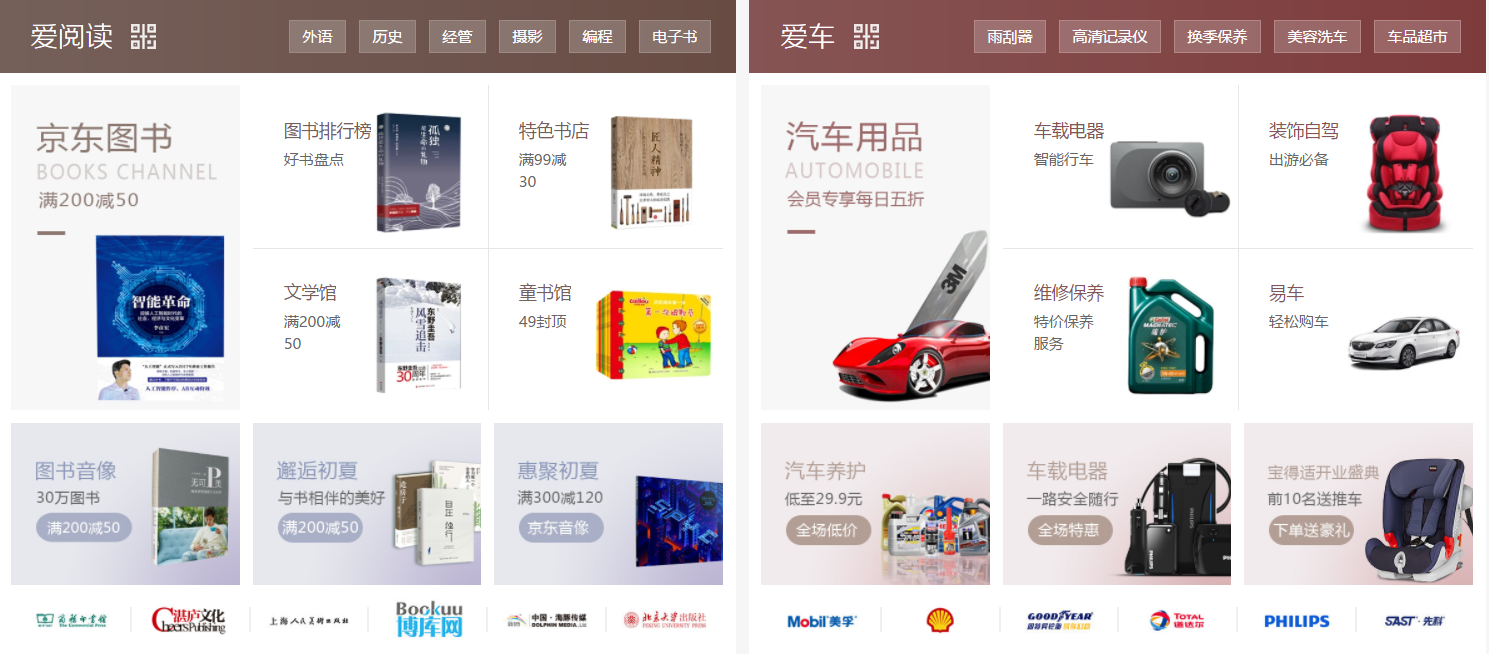 爱阅读
外语
历史
经管
摄影
编程
电子书
京东图书
BOOKS CHANNEL
满200减50
智能革命
图书排行榜
好书盘点
孤独
特色书店
满99减
30
匠人精神
文学馆
满200减
50
东野圭吾
风雪追击
30周年
童书馆
49封顶
图书音像
30万图书
满200减50
邂逅初夏
与书相伴的美好
满200减50
惠聚初夏
满300减120
京东音像
商务印书馆
The Commercial Press
湛庐文化
Cheers Publishing
上海人民美术出版社
Bookuu
博库网
中国·海豚传媒
DOLPHIN MEDIA
北京大学出版社
PEKING UNIVERSITY PRESS
爱车
雨刮器
高清记录仪
换季保养
美容洗车
车品超市
汽车用品
AUTOMOBILE
会员专享每日五折
3M
车载电器
智能行车
装饰自驾
出游必备
维修保养
特价保养
服务
Castrol
MAGNATEC
易车
轻松购车
汽车养护
低至29.9元
全场低价
车载电器
一路安全随行
全场特惠
PHILIPS
宝得适开业盛典
前10名送推车
下单送豪礼
Mobil 美孚
GOODYEAR
TOTAL
道达尔
PHILIPS
SAST·先科